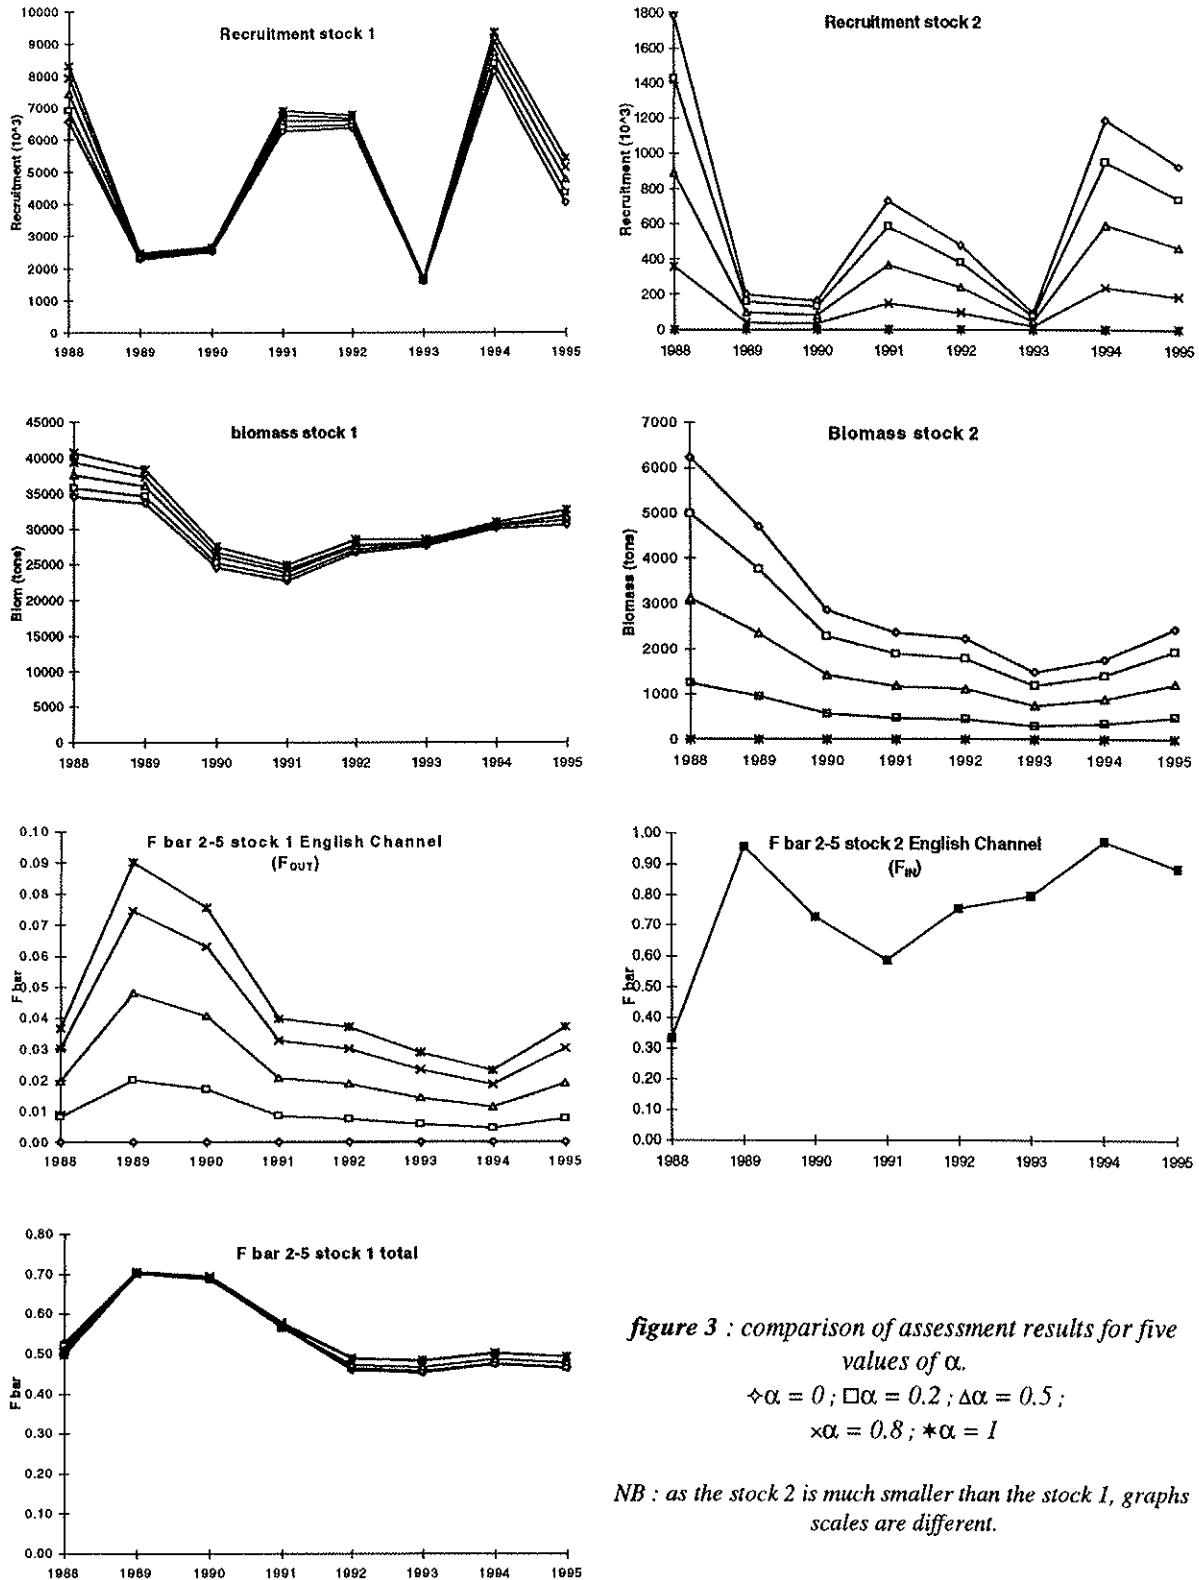 Recruitment stock 1
Recruitment (10^3)
10000
9000
8000
7000
6000
5000
4000
3000
2000
1000
0
1988 1989 1990 1991 1992 1993 1994 1995
Recruitment stock 2
Recruitment (10^3)
1800
1600
1400
1200
1000
800
600
400
200
0
1988 1989 1990 1991 1992 1993 1994 1995
biomass stock 1
Biom (tons)
45000
40000
35000
30000
25000
20000
15000
10000
5000
0
1988 1989 1990 1991 1992 1993 1994 1995
Biomass stock 2
Biomass (tons)
7000
6000
5000
4000
3000
2000
1000
0
1988 1989 1990 1991 1992 1993 1994 1995
F bar 2-5 stock 1 English Channel
(FOUT)
F bar
0.10
0.09
0.08
0.07
0.06
0.05
0.04
0.03
0.02
0.01
0.00
1988 1989 1990 1991 1992 1993 1994 1995
F bar 2-5 stock 2 English Channel
(FIN)
F bar
1.00
0.90
0.80
0.70
0.60
0.50
0.40
0.30
0.20
0.10
0.00
1988 1989 1990 1991 1992 1993 1994 1995
F bar 2-5 stock 1 total
F bar
0.80
0.70
0.60
0.50
0.40
0.30
0.20
0.10
0.00
1988 1989 1990 1991 1992 1993 1994 1995
figure 3 : comparison of assessment results for five
values of α.
✧α = 0 ; □α = 0.2 ; Δα = 0.5 ;
×α = 0.8 ; ✶α = 1
NB : as the stock 2 is much smaller than the stock 1, graphs
scales are different.